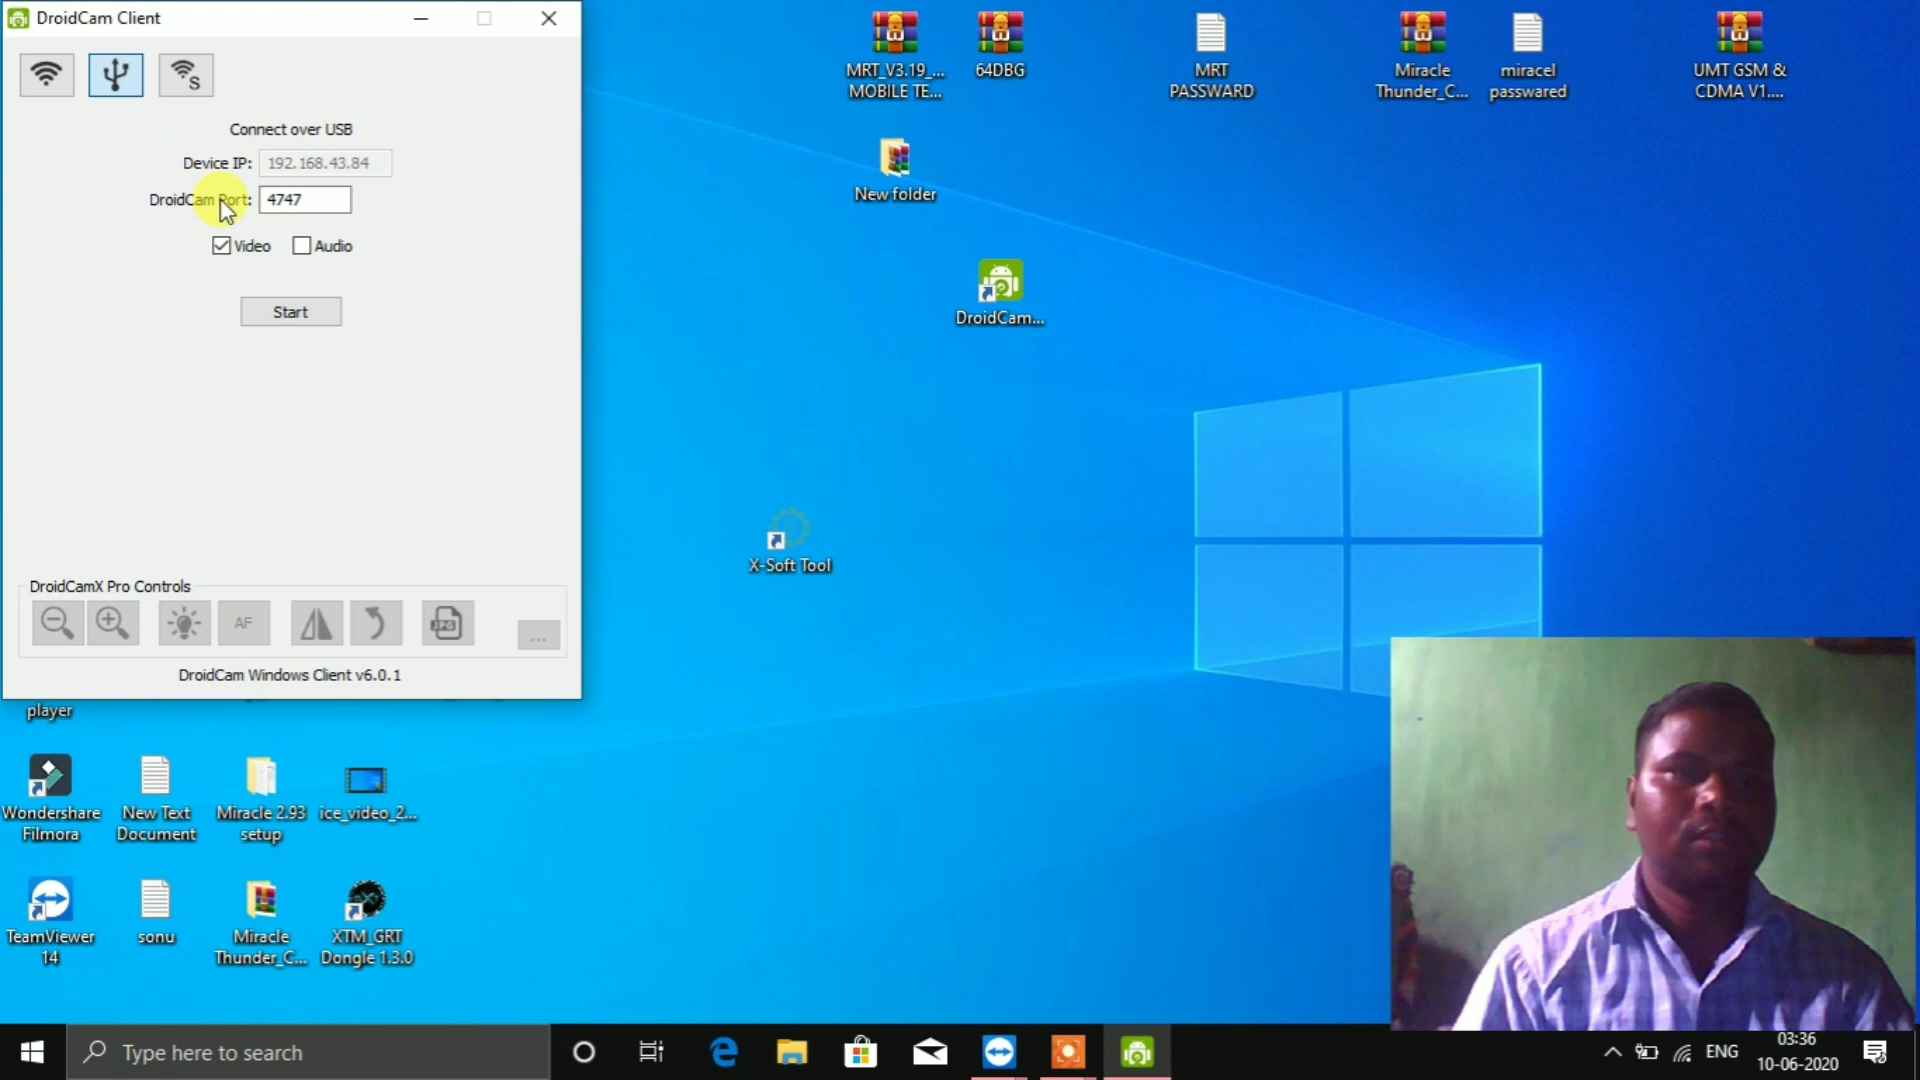 DroidCam Client
S
Connect over USB
Device IP: 192.168.43.84
DroidCam Port: 4747
Video Audio
Start
DroidCamX Pro Controls
AF
JPG
...
DroidCam Windows Client v6.0.1
MRT_V3.19_...
MOBILE TE...
64DBG
MRT
PASSWARD
Miracle
Thunder_C...
miracel
passwared
UMT GSM &
CDMA V1....
New folder
DroidCam...
X-Soft Tool
player
Wondershare
Filmora
New Text
Document
Miracle 2.93
setup
ice_video_2...
TeamViewer
14
sonu
Miracle
Thunder_C...
XTM_GRT
Dongle 1.3.0
Type here to search
ENG
03:36
10-06-2020